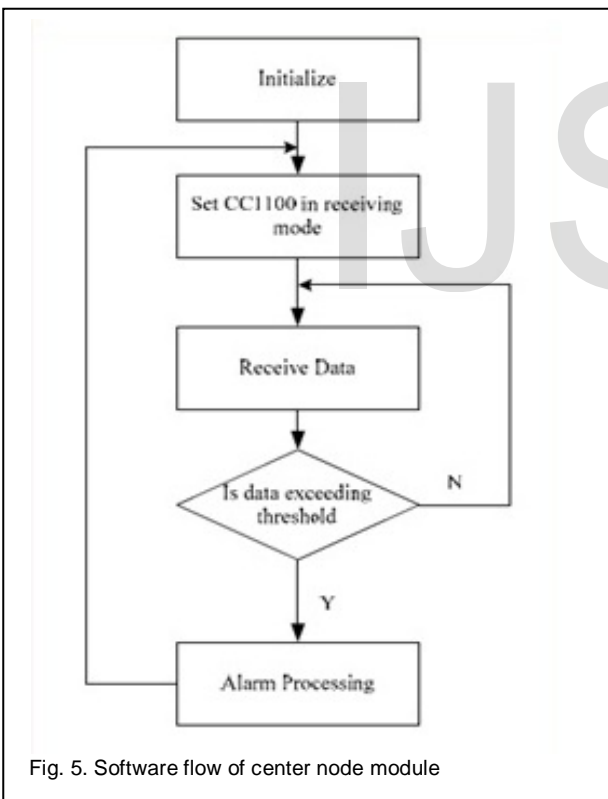 Initialize
IJS
Set CC1100 in receiving
mode
Receive Data
Is data exceeding
threshold
N
Y
Alarm Processing
Fig. 5. Software flow of center node module